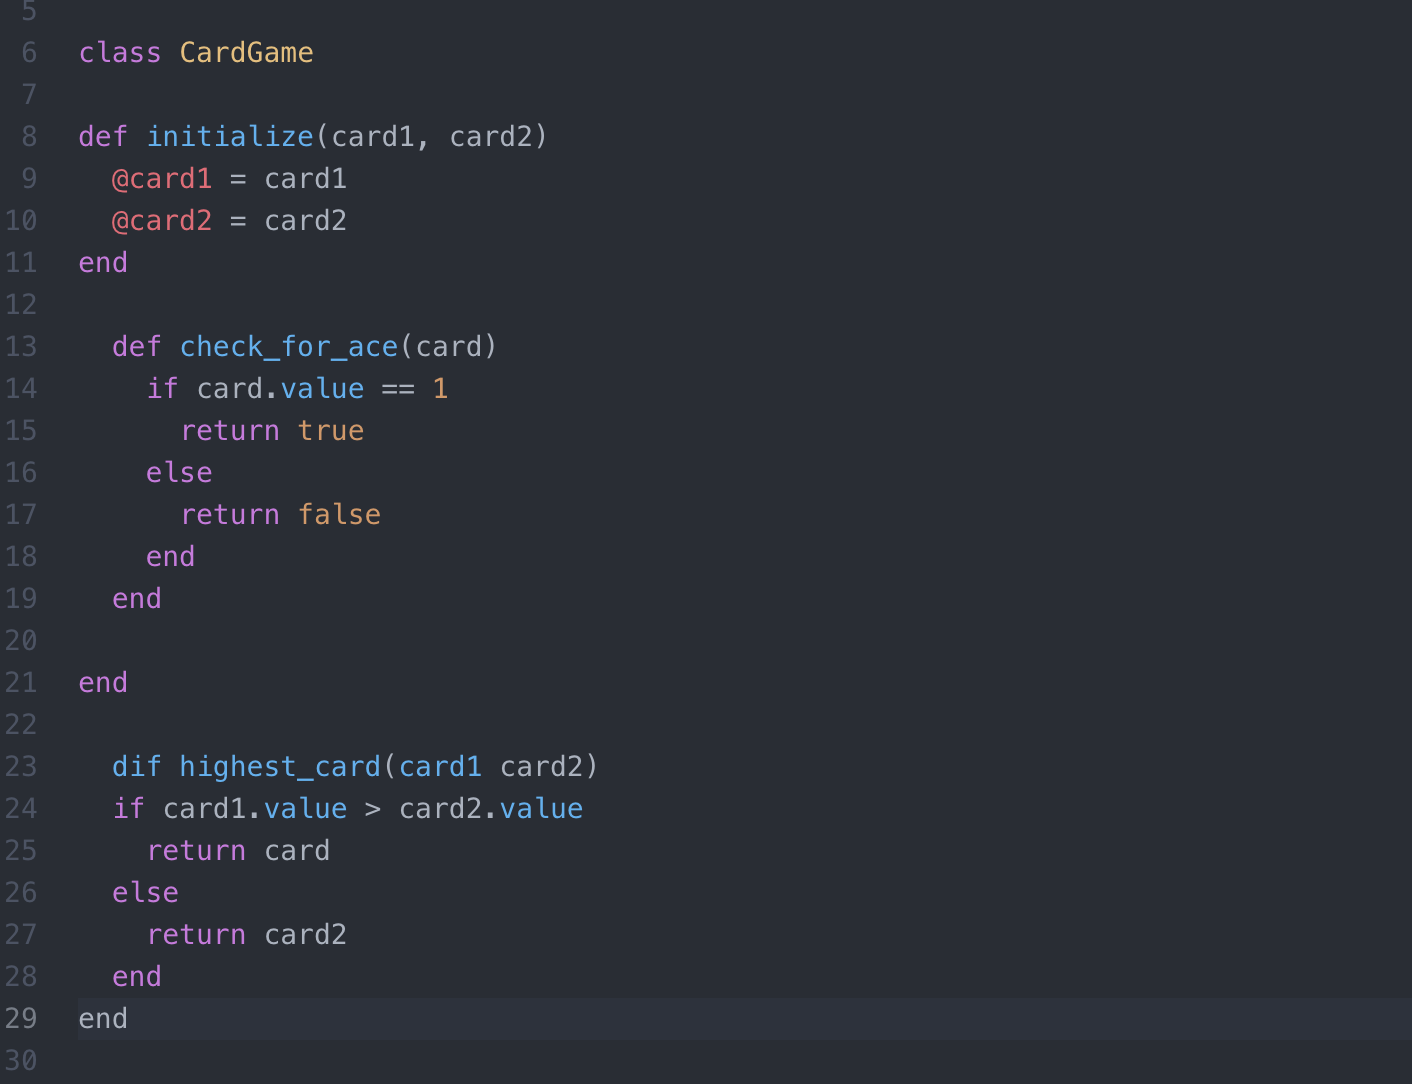 5
6 class CardGame
7
8 def initialize(card1, card2)
9   @card1 = card1
10   @card2 = card2
11 end
12
13   def check_for_ace(card)
14     if card.value == 1
15       return true
16     else
17       return false
18     end
19   end
20
21 end
22
23   dif highest_card(card1 card2)
24   if card1.value > card2.value
25     return card
26   else
27     return card2
28   end
29 end
30